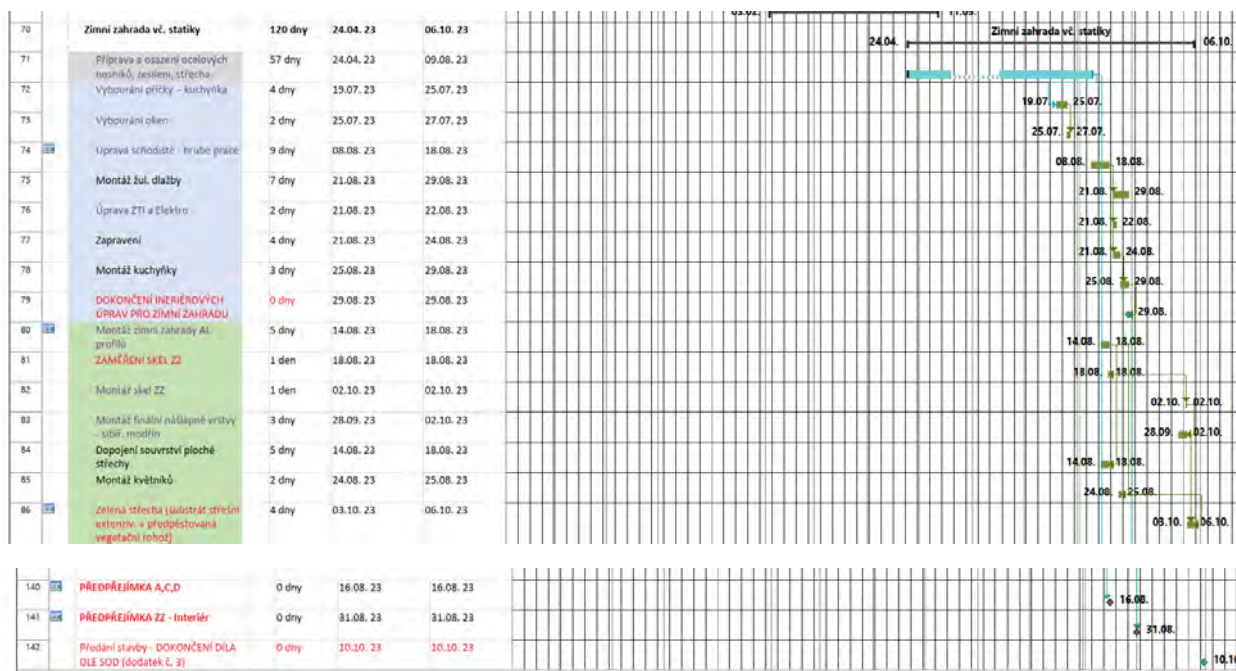 03.02. 11.05.
70 Zimní zahrada vč. statiky 120 dny 24.04. 23 06.10. 23 24.04. Zimní zahrada vč. statiky 06.10.
71 Příprava a osazení ocelových 57 dny 24.04. 23 09.08. 23
nosníků, zesílení, střecha
72 Vybourání příčky – kuchyňka 4 dny 19.07. 23 25.07. 23 19.07. 25.07.
73 Vybourání oken 2 dny 25.07. 23 27.07. 23 25.07. 27.07.
74 Úprava schodiště - hrubé práce 9 dny 08.08. 23 18.08. 23 08.08. 18.08.
75 Montáž žul. dlažby 7 dny 21.08. 23 29.08. 23 21.08. 29.08.
76 Úprava ZTI a Elektro 2 dny 21.08. 23 22.08. 23 21.08. 22.08.
77 Zapravení 4 dny 21.08. 23 24.08. 23 21.08. 24.08.
78 Montáž kuchyňky 3 dny 25.08. 23 29.08. 23 25.08. 29.08.
79 DOKONČENÍ INERIÉROVÝCH 0 dny 29.08. 23 29.08. 23 29.08.
ÚPRAV PRO ZIMNÍ ZAHRADU
80 Montáž zimní zahrady AL 5 dny 14.08. 23 18.08. 23 14.08. 18.08.
profilů
81 ZAMĚŘENÍ SKEL ZZ 1 den 18.08. 23 18.08. 23 18.08. 18.08.
82 Montáž skel ZZ 1 den 02.10. 23 02.10. 23 02.10. 02.10.
83 Montáž finální nášlapné vrstvy 3 dny 28.09. 23 02.10. 23 28.09. 02.10.
- sibiř. modřín
84 Dopojení souvrství ploché 5 dny 14.08. 23 18.08. 23 14.08. 18.08.
střechy
85 Montáž květníků 2 dny 24.08. 23 25.08. 23 24.08. 25.08.
86 Zelená střecha (substrát střešní 4 dny 03.10. 23 06.10. 23 03.10. 06.10.
extenziv. + předpěstovaná
vegetační rohož)
140 PŘEDPŘEJÍMKA A,C,D 0 dny 16.08. 23 16.08. 23 16.08.
141 PŘEDPŘEJÍMKA ZZ - Interiér 0 dny 31.08. 23 31.08. 23 31.08.
142 Předání stavby - DOKONČENÍ DÍLA 0 dny 10.10. 23 10.10. 23 10.10
DLE SOD (dodatek č. 3)